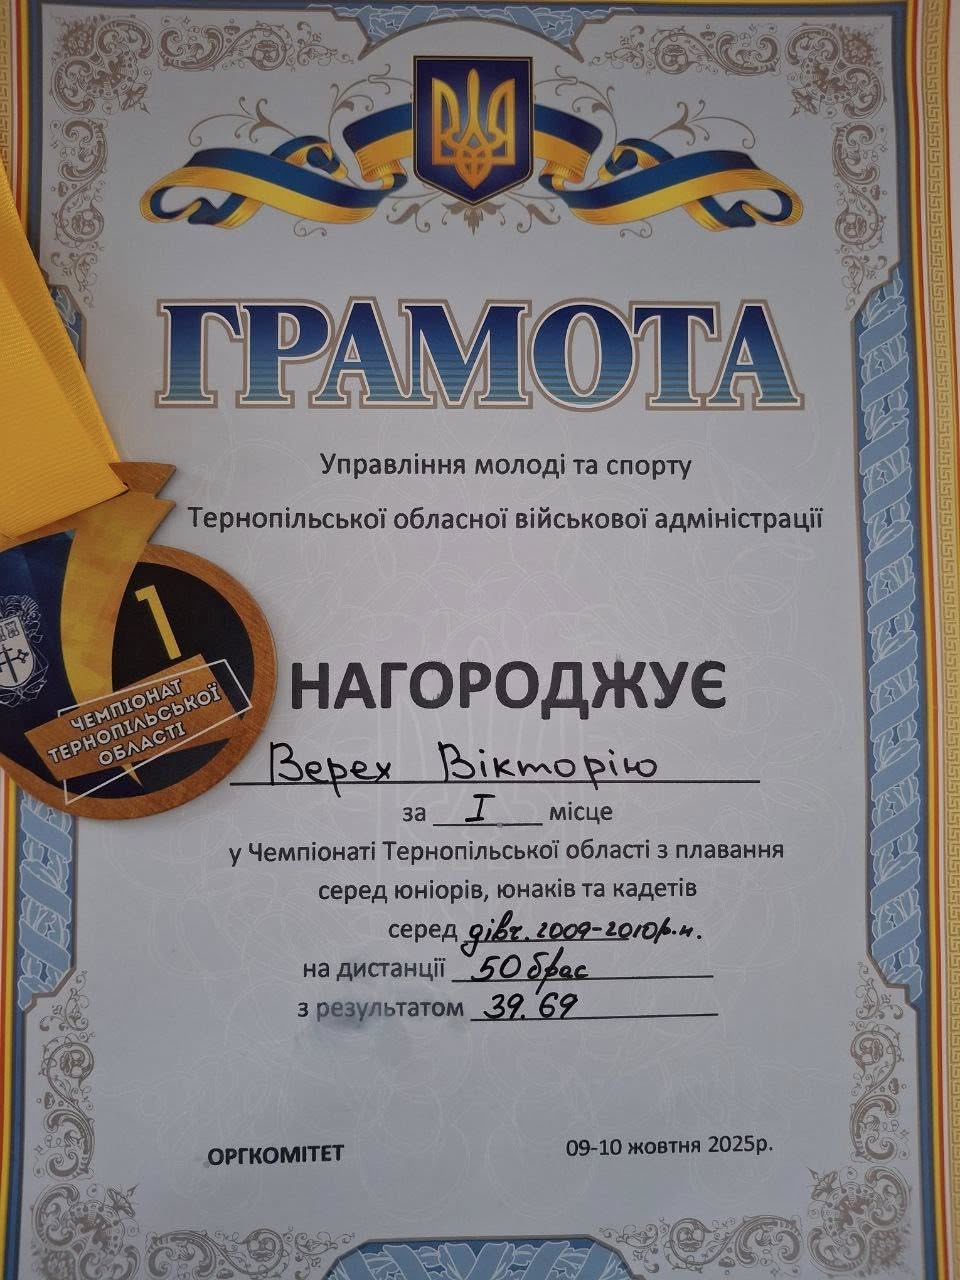 ГРАМОТА
Управління молоді та спорту
Тернопільської обласної військової адміністрації
1
ЧЕМПІОНАТ
ТЕРНОПІЛЬСЬКОЇ
ОБЛАСТІ
НАГОРОДЖУЄ
Верех Вікторію
за I місце
у Чемпіонаті Тернопільської області з плавання
серед юніорів, юнаків та кадетів
серед дівч. 2009-2010р.н.
на дистанції 50 брас
з результатом 39.69
ОРГКОМІТЕТ 09-10 жовтня 2025р.